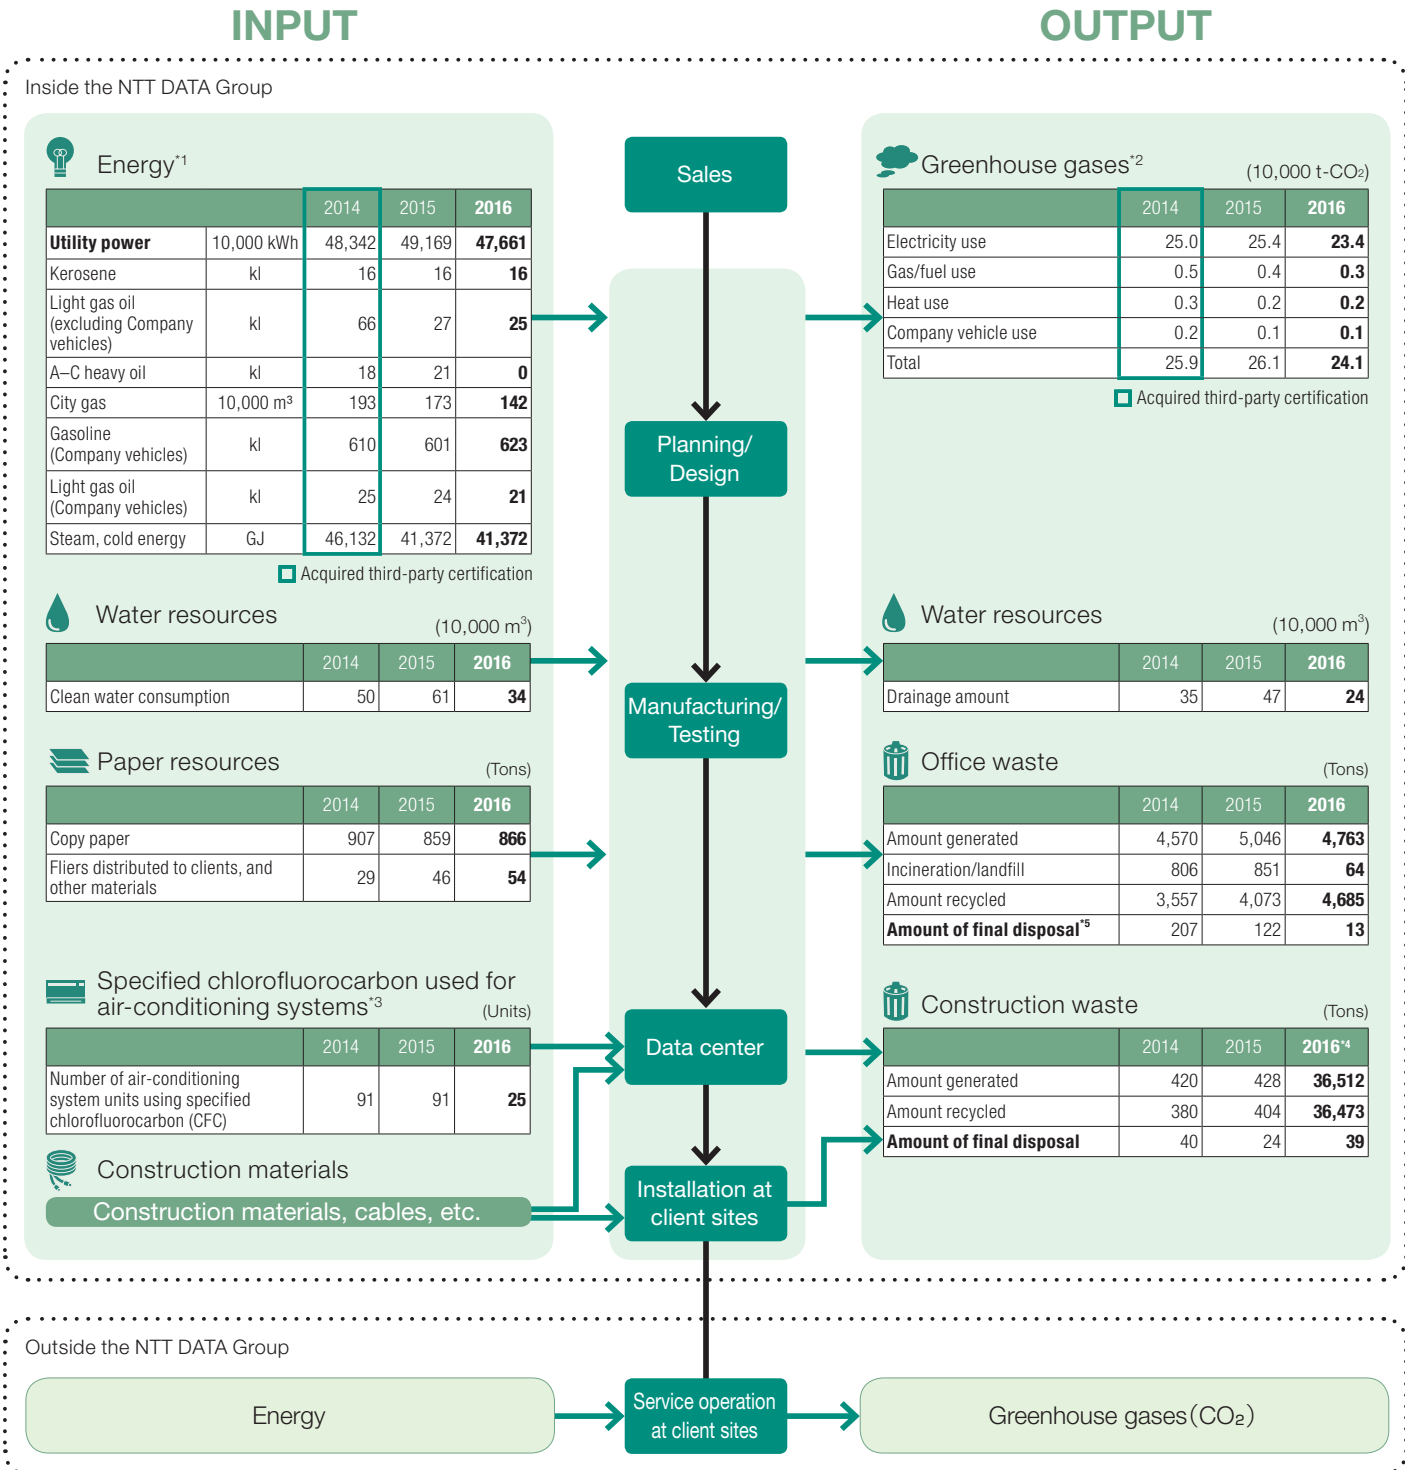 INPUT
OUTPUT
Inside the NTT DATA Group
Energy*1
2014 2015 2016
Utility power 10,000 kWh 48,342 49,169 47,661
Kerosene kl 16 16 16
Light gas oil
(excluding Company
vehicles)
kl 66 27 25
A–C heavy oil kl 18 21 0
City gas 10,000 m³ 193 173 142
Gasoline
(Company vehicles)
kl 610 601 623
Light gas oil
(Company vehicles)
kl 25 24 21
Steam, cold energy GJ 46,132 41,372 41,372
Acquired third-party certification
Water resources
(10,000 m³)
2014 2015 2016
Clean water consumption 50 61 34
Paper resources
(Tons)
2014 2015 2016
Copy paper 907 859 866
Fliers distributed to clients, and
other materials
29 46 54
Specified chlorofluorocarbon used for
air-conditioning systems*3
(Units)
2014 2015 2016
Number of air-conditioning
system units using specified
chlorofluorocarbon (CFC)
91 91 25
Construction materials
Construction materials, cables, etc.
Sales
Planning/
Design
Manufacturing/
Testing
Data center
Installation at
client sites
Greenhouse gases*2
(10,000 t-CO₂)
2014 2015 2016
Electricity use 25.0 25.4 23.4
Gas/fuel use 0.5 0.4 0.3
Heat use 0.3 0.2 0.2
Company vehicle use 0.2 0.1 0.1
Total 25.9 26.1 24.1
Acquired third-party certification
Water resources
(10,000 m³)
2014 2015 2016
Drainage amount 35 47 24
Office waste
(Tons)
2014 2015 2016
Amount generated 4,570 5,046 4,763
Incineration/landfill 806 851 64
Amount recycled 3,557 4,073 4,685
Amount of final disposal*5 207 122 13
Construction waste
(Tons)
2014 2015 2016*4
Amount generated 420 428 36,512
Amount recycled 380 404 36,473
Amount of final disposal 40 24 39
Outside the NTT DATA Group
Energy
Service operation
at client sites
Greenhouse gases(CO₂)